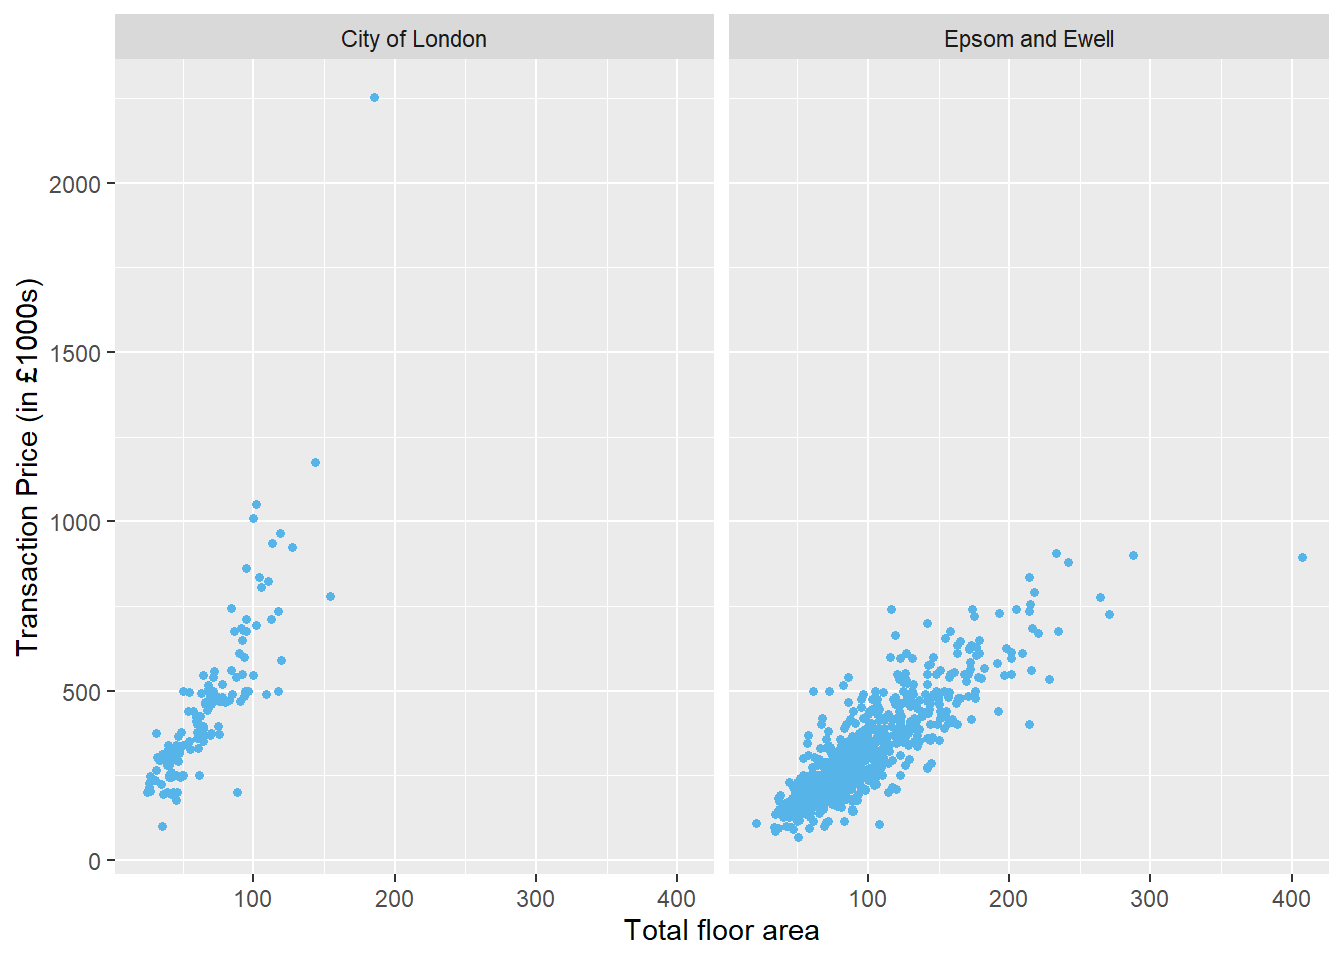 City of London
Epsom and Ewell
Transaction Price (in £1000s)
2000
1500
1000
500
0
100 200 300 400
100 200 300 400
Total floor area